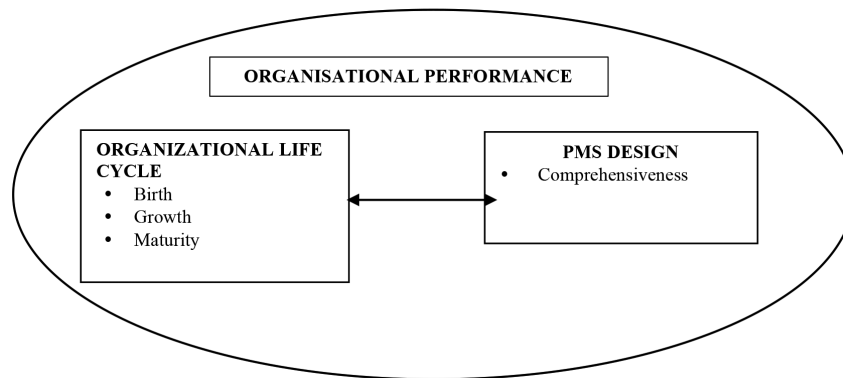 ORGANISATIONAL PERFORMANCE
ORGANIZATIONAL LIFE
CYCLE
• Birth
• Growth
• Maturity
PMS DESIGN
• Comprehensiveness